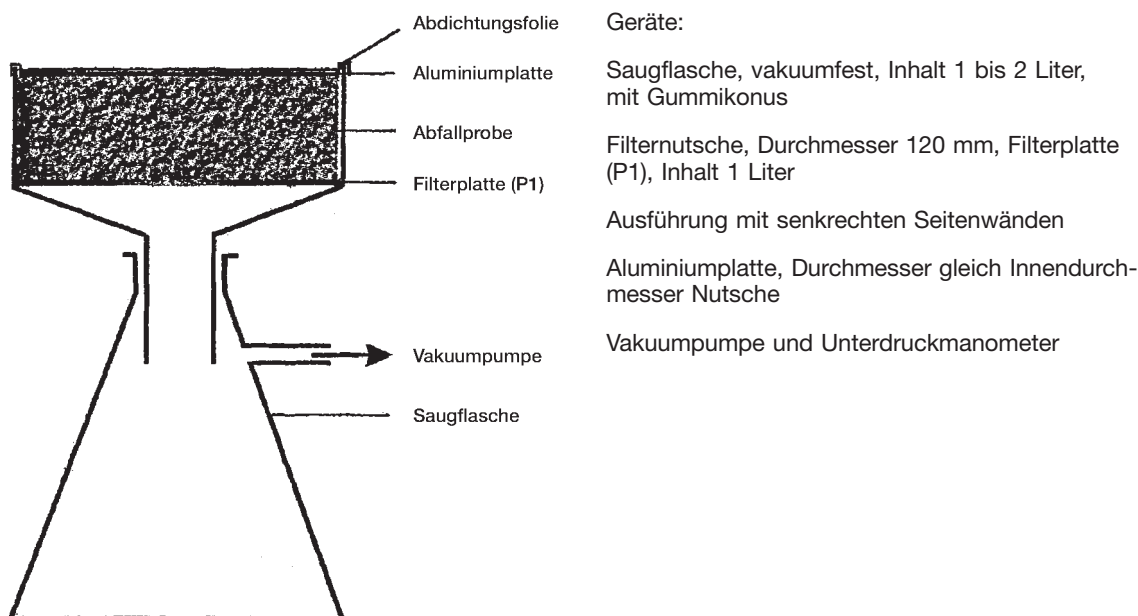 Abdichtungsfolie
Aluminiumplatte
Abfallprobe
Filterplatte (P1)
Vakuumpumpe
Saugflasche
Geräte:
Saugflasche, vakuumfest, Inhalt 1 bis 2 Liter,
mit Gummikonus
Filternutsche, Durchmesser 120 mm, Filterplatte
(P1), Inhalt 1 Liter
Ausführung mit senkrechten Seitenwänden
Aluminiumplatte, Durchmesser gleich Innendurch-
messer Nutsche
Vakuumpumpe und Unterdruckmanometer